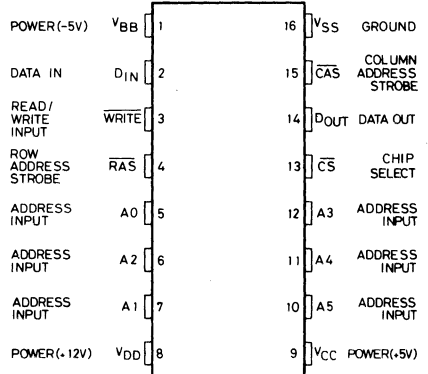 POWER(-5V) VBB 1 16 VSS GROUND
DATA IN DIN 2 15 CAS COLUMN ADDRESS STROBE
READ/ WRITE INPUT WRITE 3 14 DOUT DATA OUT
ROW ADDRESS STROBE RAS 4 13 CS CHIP SELECT
ADDRESS INPUT A0 5 12 A3 ADDRESS INPUT
ADDRESS INPUT A2 6 11 A4 ADDRESS INPUT
ADDRESS INPUT A1 7 10 A5 ADDRESS INPUT
POWER(+12V) VDD 8 9 VCC POWER(+5V)